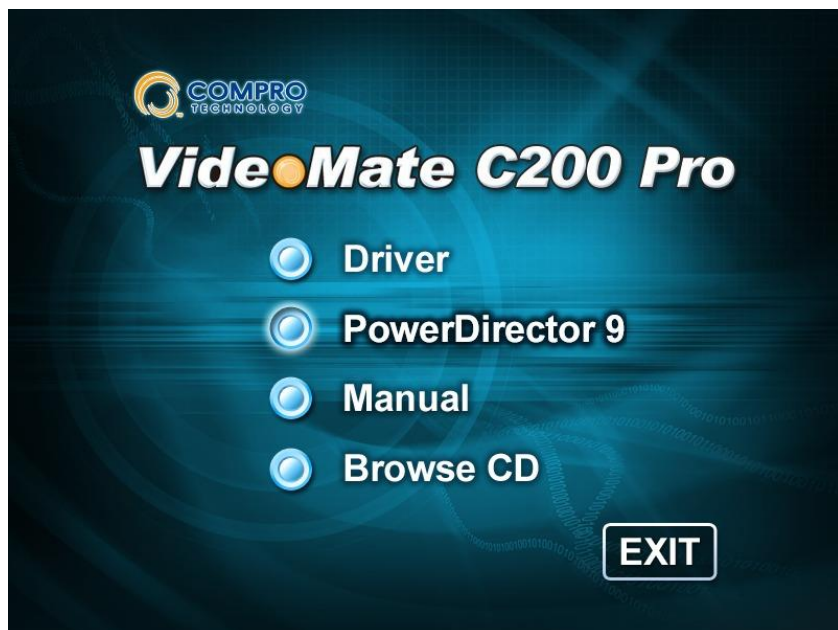 COMPRO
TECHNOLOGY
VideoMate C200 Pro
Driver
PowerDirector 9
Manual
Browse CD
EXIT